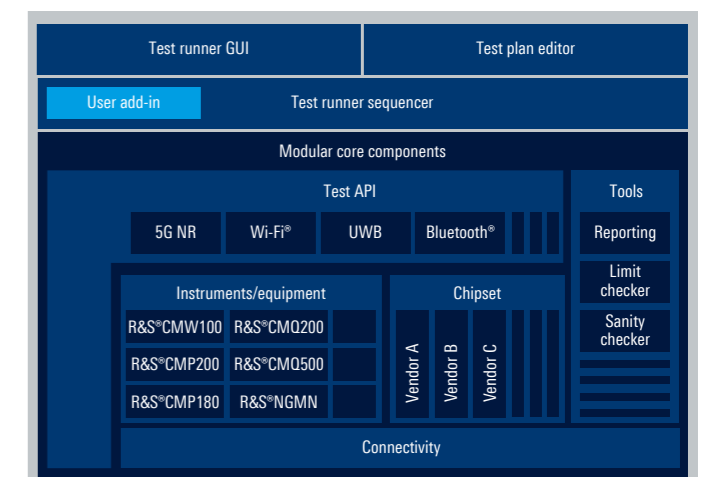 Test runner GUI
Test plan editor
User add-in
Test runner sequencer
Modular core components
Test API
Tools
5G NR
Wi-Fi®
UWB
Bluetooth®
Reporting
Limit
checker
Sanity
checker
Instruments/equipment
R&S®CMW100
R&S®CMQ200
R&S®CMP200
R&S®CMQ500
R&S®CMP180
R&S®NGMN
Chipset
Vendor A
Vendor B
Vendor C
Connectivity